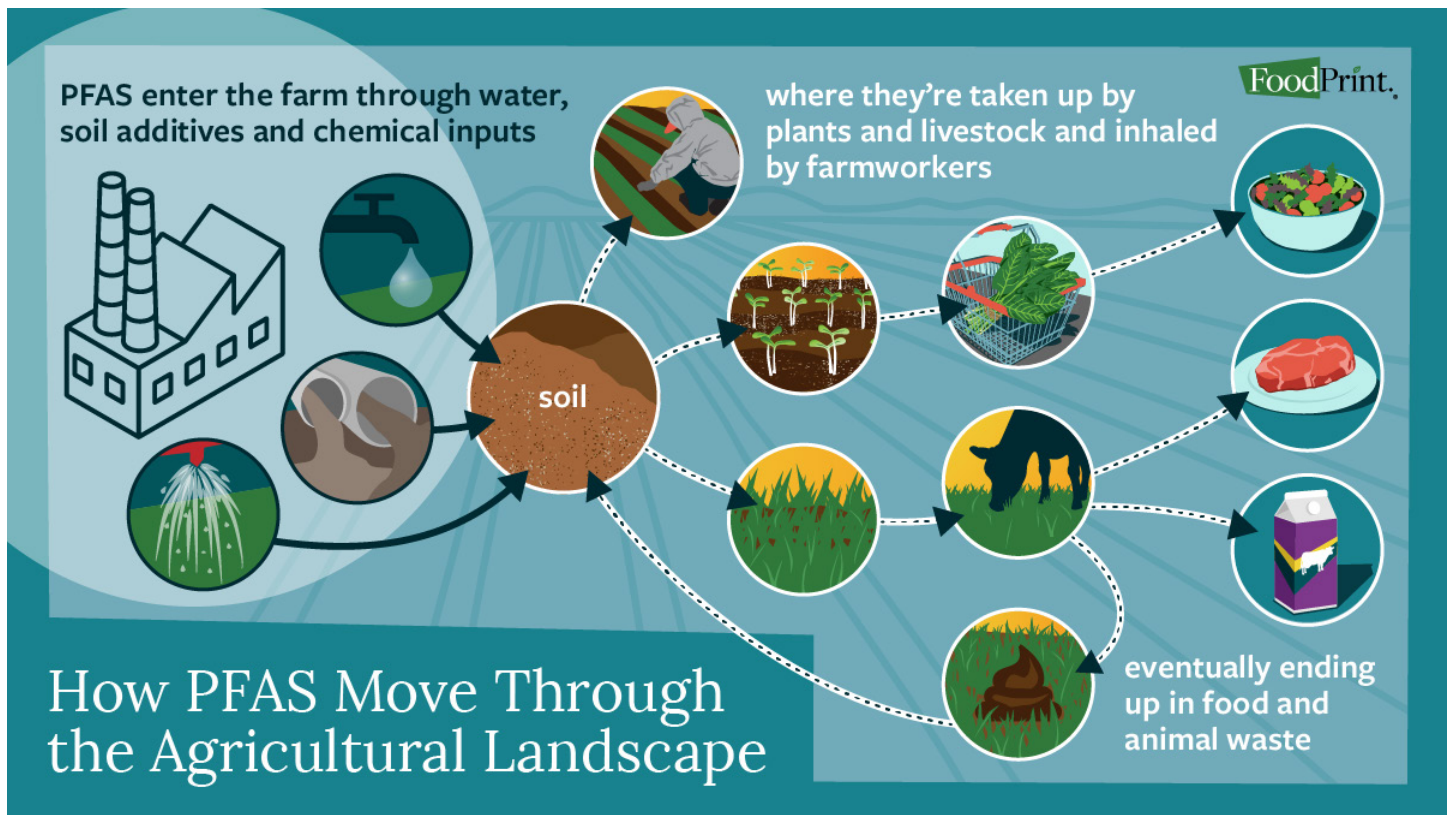 PFAS enter the farm through water,
soil additives and chemical inputs
where they're taken up by
plants and livestock and inhaled
by farmworkers
FoodPrint.
soil
eventually ending
up in food and
animal waste
How PFAS Move Through
the Agricultural Landscape